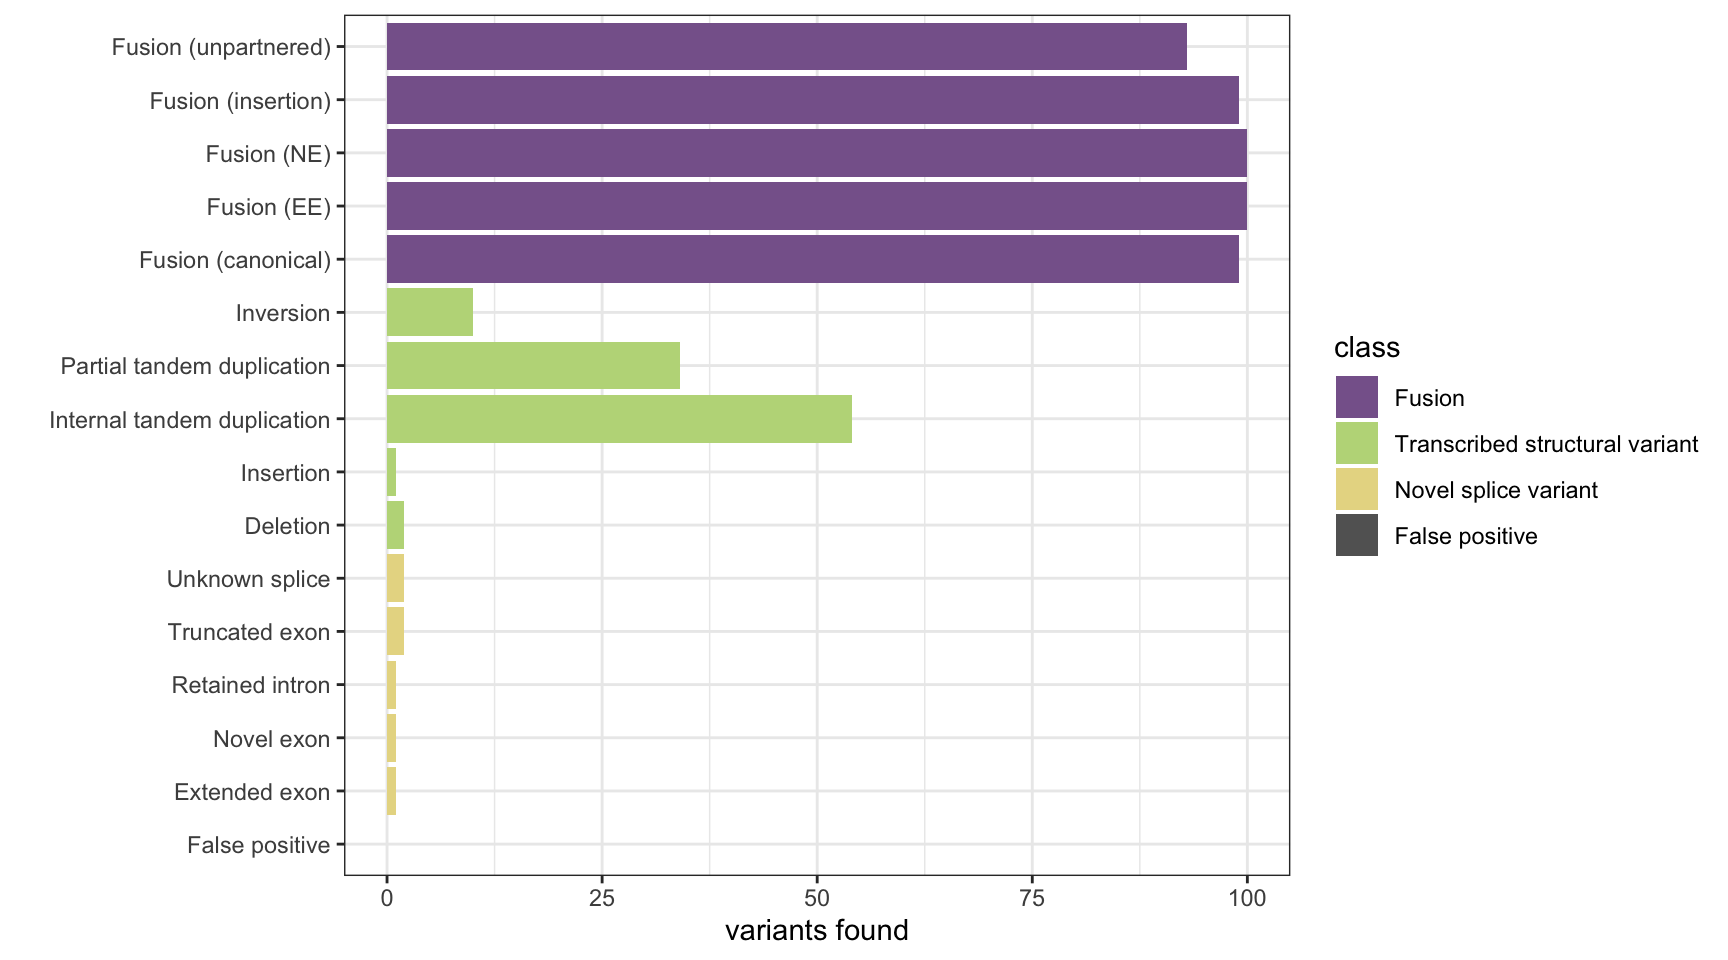 Fusion (unpartnered)
Fusion (insertion)
Fusion (NE)
Fusion (EE)
Fusion (canonical)
Inversion
Partial tandem duplication
Internal tandem duplication
Insertion
Deletion
Unknown splice
Truncated exon
Retained intron
Novel exon
Extended exon
False positive
0 25 50 75 100
variants found
class
Fusion
Transcribed structural variant
Novel splice variant
False positive